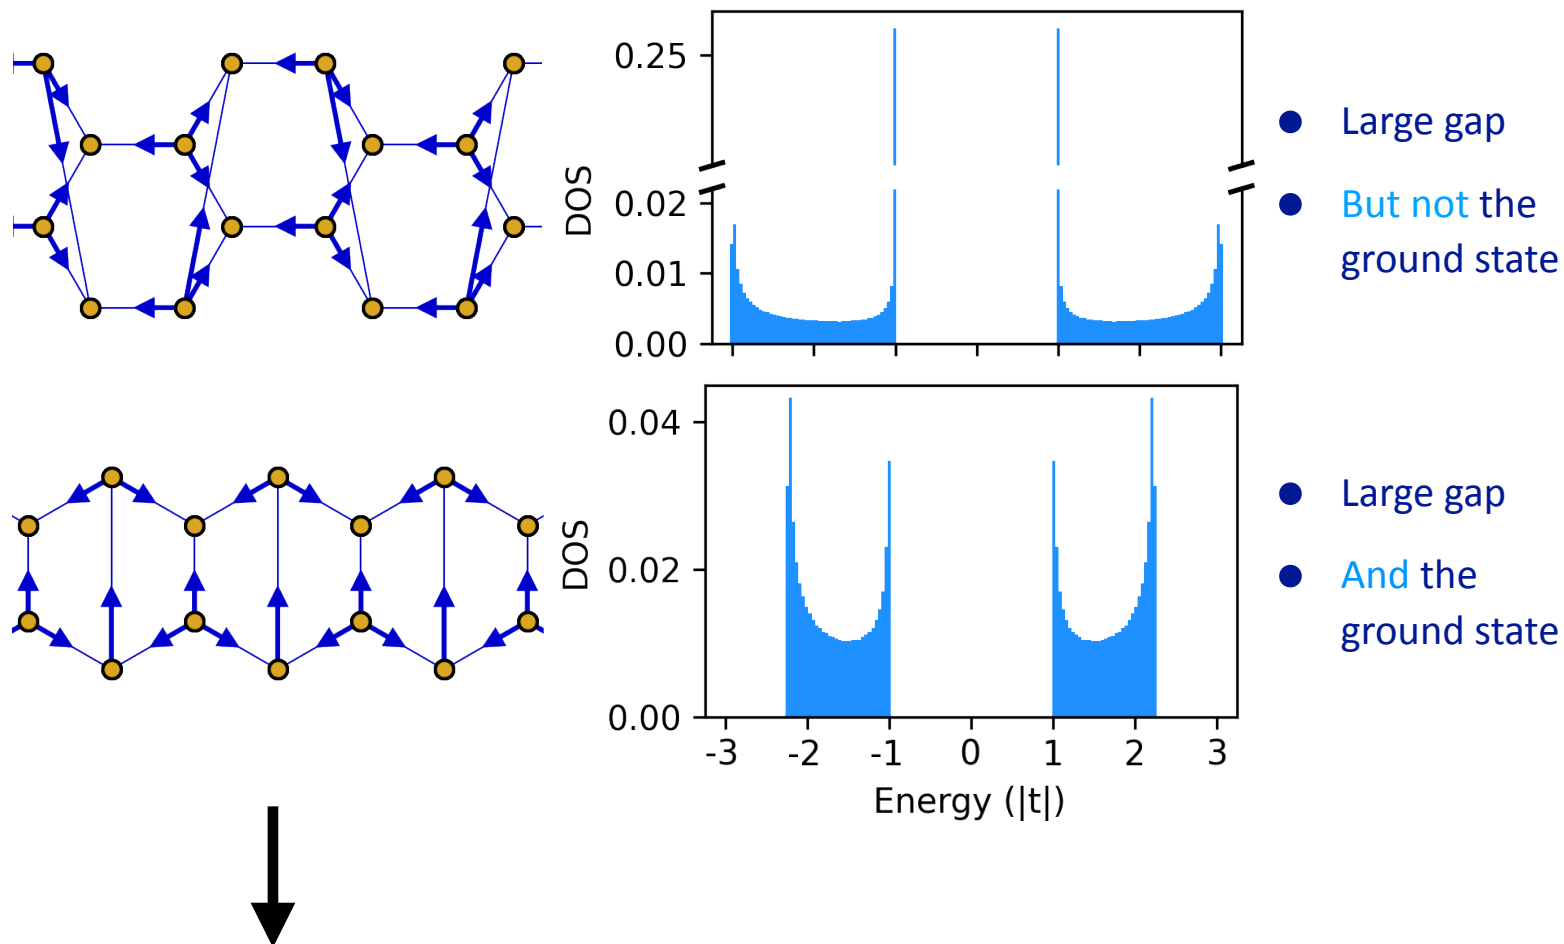 0.25
0.02
0.01
0.00
DOS
● Large gap
● But not the
ground state
0.04
0.02
0.00
DOS
-3 -2 -1 0 1 2 3
Energy (|t|)
● Large gap
● And the
ground state